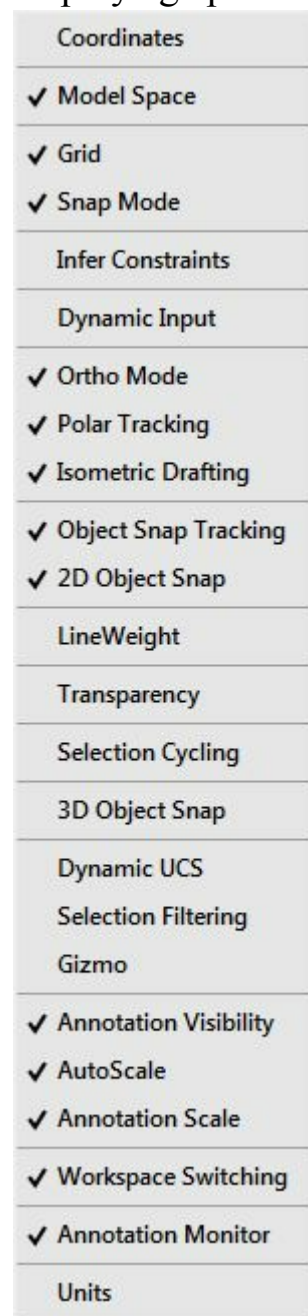 Coordinates
✓ Model Space
✓ Grid
✓ Snap Mode
Infer Constraints
Dynamic Input
✓ Ortho Mode
✓ Polar Tracking
✓ Isometric Drafting
✓ Object Snap Tracking
✓ 2D Object Snap
LineWeight
Transparency
Selection Cycling
3D Object Snap
Dynamic UCS
Selection Filtering
Gizmo
✓ Annotation Visibility
✓ AutoScale
✓ Annotation Scale
✓ Workspace Switching
✓ Annotation Monitor
Units